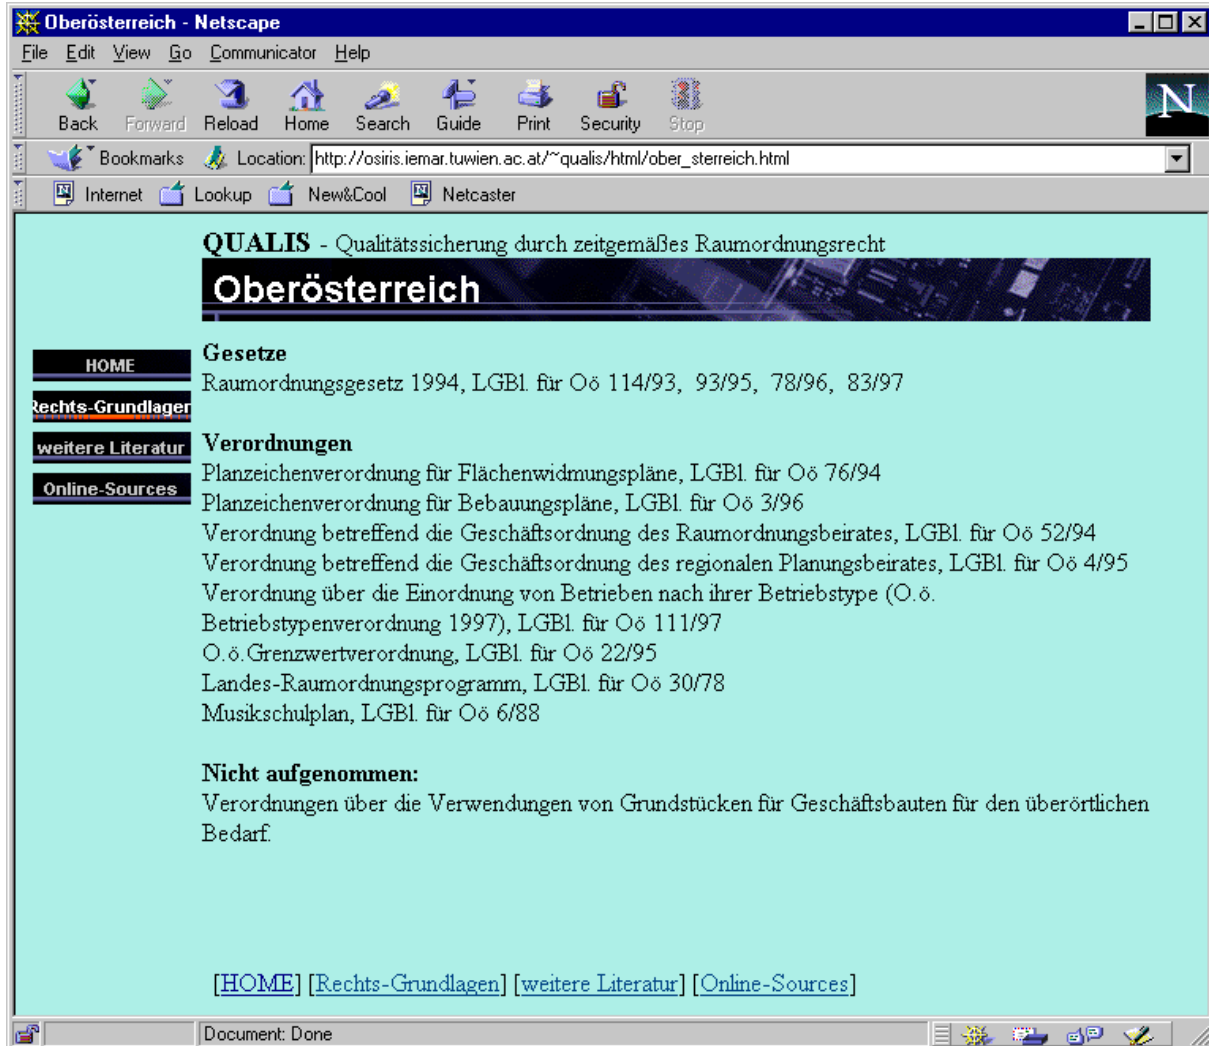 Oberösterreich - Netscape
File Edit View Go Communicator Help
Back Forward Reload Home Search Guide Print Security Stop
N
Bookmarks Location: http://osiris.iemar.tuwien.ac.at/~qualis/html/ober_sterreich.html
Internet Lookup New&Cool Netcaster
QUALIS - Qualitätssicherung durch zeitgemäßes Raumordnungsrecht
Oberösterreich
HOME
Rechts-Grundlagen
weitere Literatur
Online-Sources
Gesetze
Raumordnungsgesetz 1994, LGBl. für Oö 114/93, 93/95, 78/96, 83/97
Verordnungen
Planzeichenverordnung für Flächenwidmungspläne, LGBl. für Oö 76/94
Planzeichenverordnung für Bebauungspläne, LGBl. für Oö 3/96
Verordnung betreffend die Geschäftsordnung des Raumordnungsbeirates, LGBl. für Oö 52/94
Verordnung betreffend die Geschäftsordnung des regionalen Planungsbeirates, LGBl. für Oö 4/95
Verordnung über die Einordnung von Betrieben nach ihrer Betriebstype (O.ö.
Betriebstypenverordnung 1997), LGBl. für Oö 111/97
O.ö.Grenzwertverordnung, LGBl. für Oö 22/95
Landes-Raumordnungsprogramm, LGBl. für Oö 30/78
Musikschulplan, LGBl. für Oö 6/88
Nicht aufgenommen:
Verordnungen über die Verwendungen von Grundstücken für Geschäftsbauten für den überörtlichen
Bedarf.
[HOME] [Rechts-Grundlagen] [weitere Literatur] [Online-Sources]
Document: Done